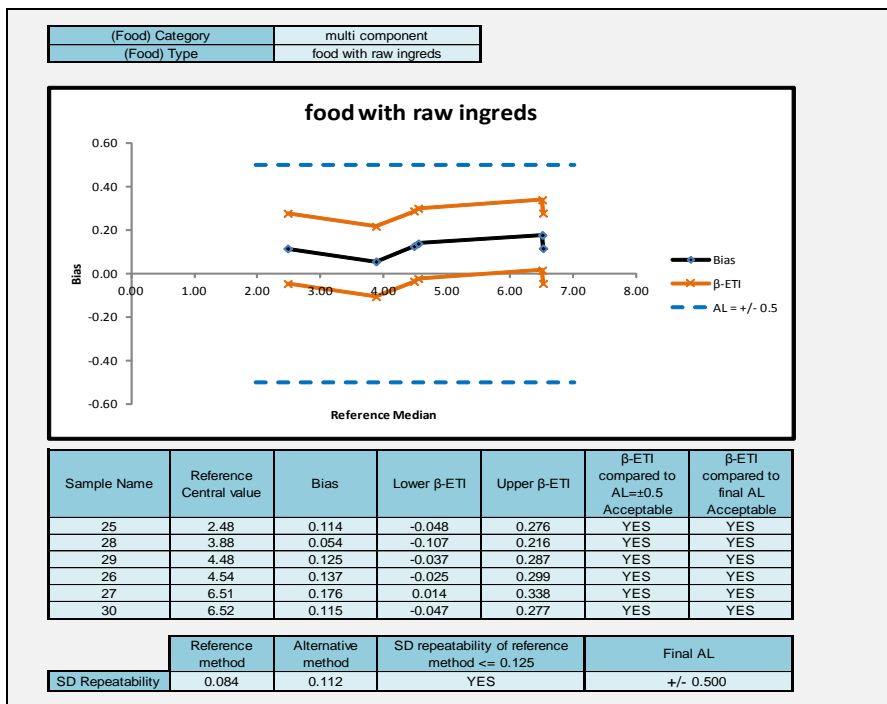 (Food) Category multi component
(Food) Type food with raw ingreds
food with raw ingreds
0.60
0.40
0.20
0.00
-0.20
-0.40
-0.60
0.00 1.00 2.00 3.00 4.00 5.00 6.00 7.00 8.00
Bias
Reference Median
Bias
β-ETI
AL = +/- 0.5
Sample Name Reference Central value Bias Lower β-ETI Upper β-ETI β-ETI compared to AL=±0.5 Acceptable β-ETI compared to final AL Acceptable
25 2.48 0.114 -0.048 0.276 YES YES
28 3.88 0.054 -0.107 0.216 YES YES
29 4.48 0.125 -0.037 0.287 YES YES
26 4.54 0.137 -0.025 0.299 YES YES
27 6.51 0.176 0.014 0.338 YES YES
30 6.52 0.115 -0.047 0.277 YES YES
Reference method Alternative method SD repeatability of reference method <= 0.125 Final AL
SD Repeatability 0.084 0.112 YES +/- 0.500